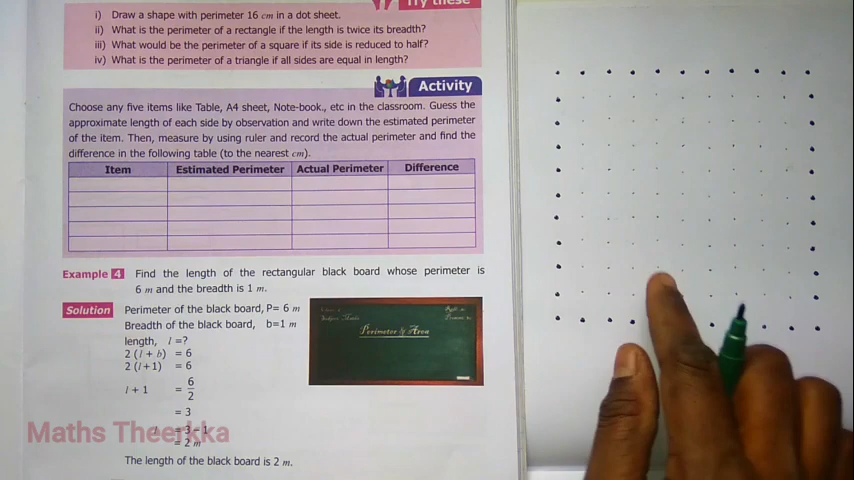 Try these
i) Draw a shape with perimeter 16 cm in a dot sheet.
ii) What is the perimeter of a rectangle if the length is twice its breadth?
iii) What would be the perimeter of a square if its side is reduced to half?
iv) What is the perimeter of a triangle if all sides are equal in length?
Activity
Choose any five items like Table, A4 sheet, Note-book., etc in the classroom. Guess the
approximate length of each side by observation and write down the estimated perimeter
of the item. Then, measure by using ruler and record the actual perimeter and find the
difference in the following table (to the nearest cm).
Item Estimated Perimeter Actual Perimeter Difference
Example 4 Find the length of the rectangular black board whose perimeter is
6 m and the breadth is 1 m.
Solution Perimeter of the black board, P= 6 m
Breadth of the black board, b=1 m
length, l =?
2 (l + b) = 6
2 (l+1) = 6
l + 1 = 6/2
= 3
l = 3 – 1
= 2 m
The length of the black board is 2 m.
Perimeter & Area
Maths Theerkka